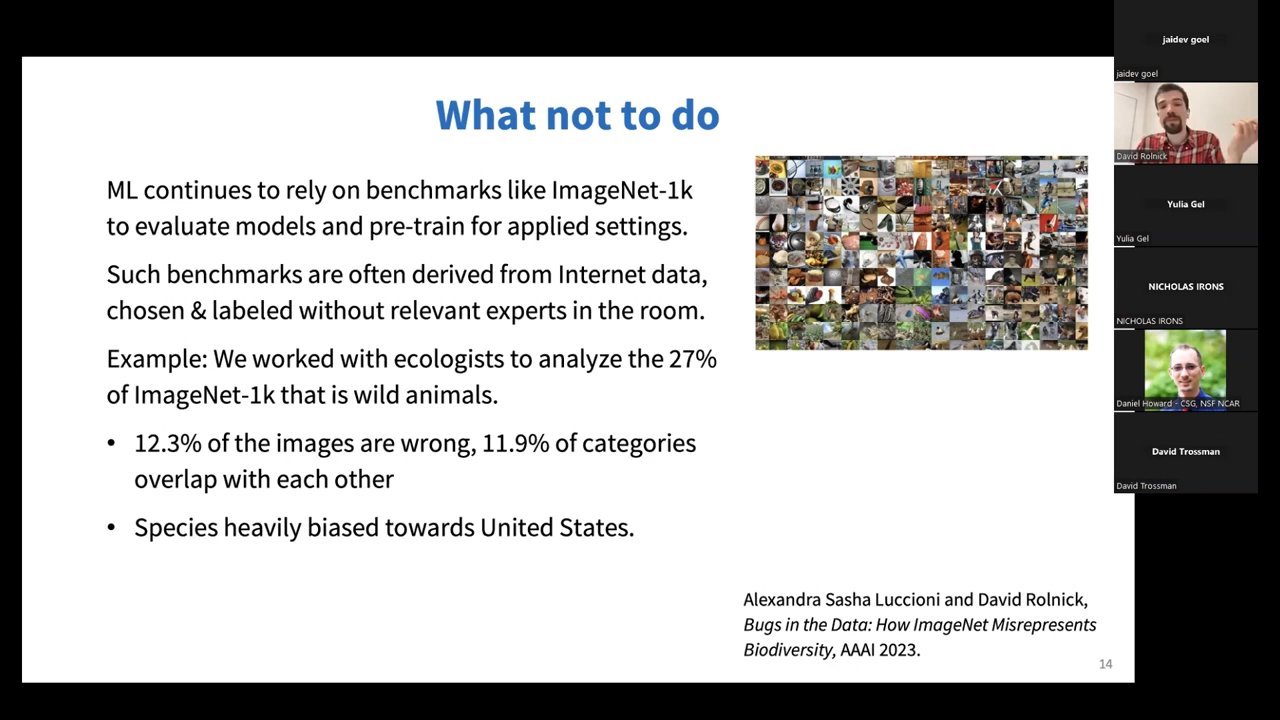 What not to do
ML continues to rely on benchmarks like ImageNet-1k
to evaluate models and pre-train for applied settings.
Such benchmarks are often derived from Internet data,
chosen & labeled without relevant experts in the room.
Example: We worked with ecologists to analyze the 27%
of ImageNet-1k that is wild animals.
• 12.3% of the images are wrong, 11.9% of categories
overlap with each other
• Species heavily biased towards United States.
Alexandra Sasha Luccioni and David Rolnick,
Bugs in the Data: How ImageNet Misrepresents
Biodiversity, AAAI 2023.
14
jaidev goel
jaidev goel
David Rolnick
Yulia Gel
Yulia Gel
NICHOLAS IRONS
NICHOLAS IRONS
Daniel Howard - CSG, NSF NCAR
David Trossman
David Trossman